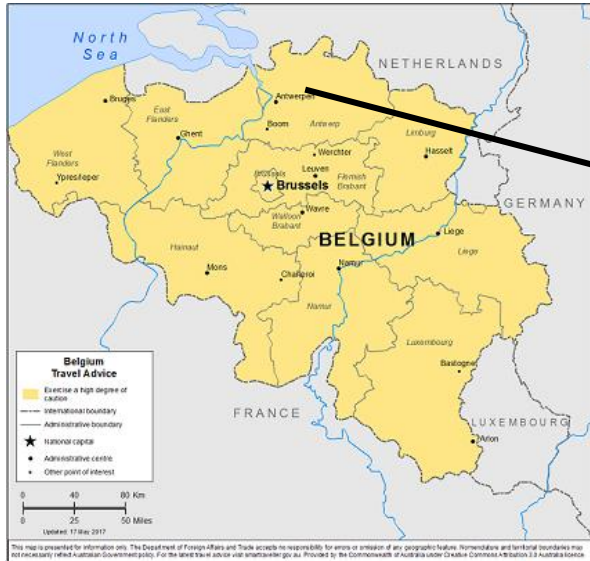 North
Sea
NETHERLANDS
Bruges
East
Flanders
Antwerpen
Ghent
Boom
Antwerp
Limburg
West
Flanders
Ypres/Ieper
Werchter
Hasselt
Brussels
Leuven
Brussels
Flemish
Brabant
GERMANY
Wavre
Walloon
Brabant
BELGIUM
Liege
Hainaut
Mons
Charleroi
Namur
Liege
Namur
Luxembourg
Bastogne
FRANCE
LUXEMBOURG
Arlon
Belgium
Travel Advice
Exercise a high degree of
caution
International boundary
Administrative boundary
National capital
Administrative centre
Other point of interest
0 40 80 Km
0 25 50 Miles
Updated: 17 May 2017
This map is presented for information only. The Department of Foreign Affairs and Trade accepts no responsibility for errors or omission of any geographic feature. Nomenclature and territorial boundaries may
not necessarily reflect Australian Government policy. For the latest travel advice visit smartraveller.gov.au. Provided by the Commonwealth of Australia under Creative Commons Attribution 3.0 Australia licence.